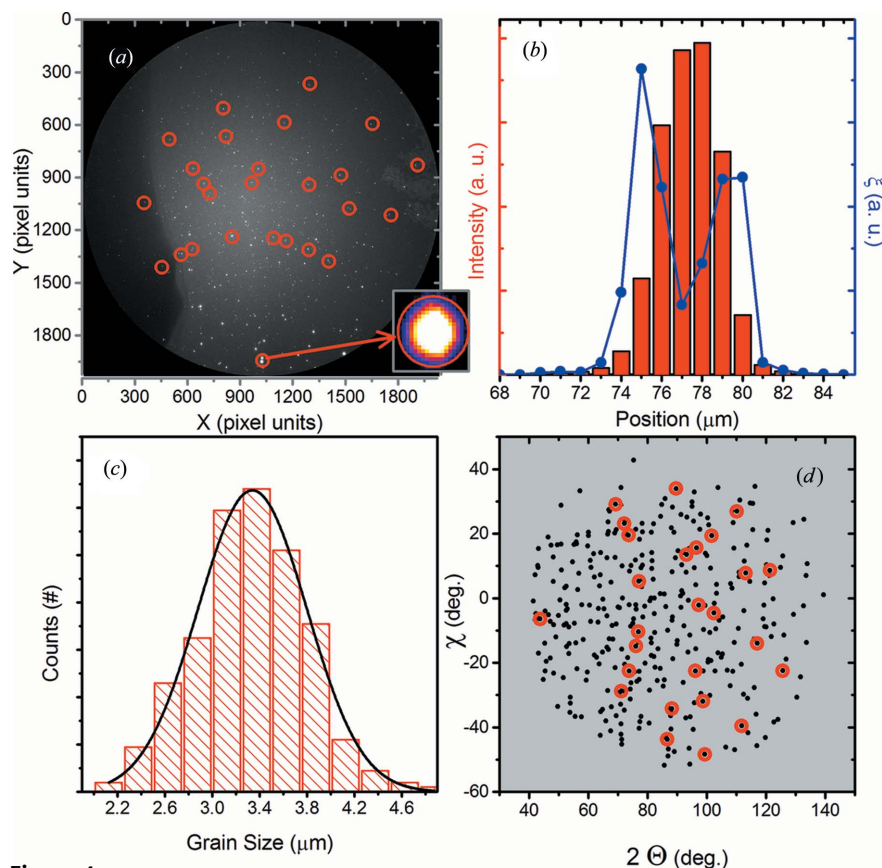 (a)
0
300
600
900
1200
1500
1800
Y (pixel units)
0 300 600 900 1200 1500 1800
X (pixel units)
(b)
Intensity (a. u.)
ξ (a. u.)
68 70 72 74 76 78 80 82 84
Position (μm)
(c)
Counts (#)
2.2 2.6 3.0 3.4 3.8 4.2 4.6
Grain Size (μm)
(d)
40
20
0
-20
-40
-60
χ (deg.)
40 60 80 100 120 140
2 Θ (deg.)